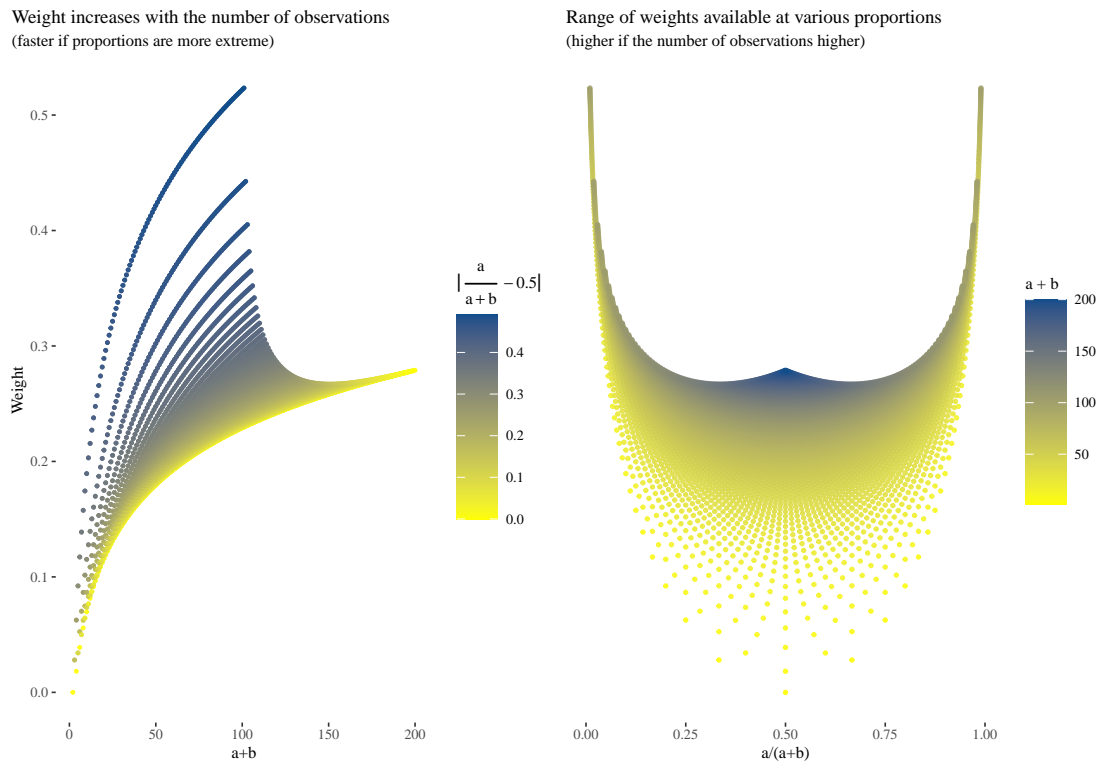 Weight increases with the number of observations
(faster if proportions are more extreme)
Weight
0.5
0.4
0.3
0.2
0.1
0.0
0 50 100 150 200
a+b
|a/(a + b) − 0.5|
0.4
0.3
0.2
0.1
0.0
Range of weights available at various proportions
(higher if the number of observations higher)
0.00 0.25 0.50 0.75 1.00
a/(a+b)
a + b
200
150
100
50